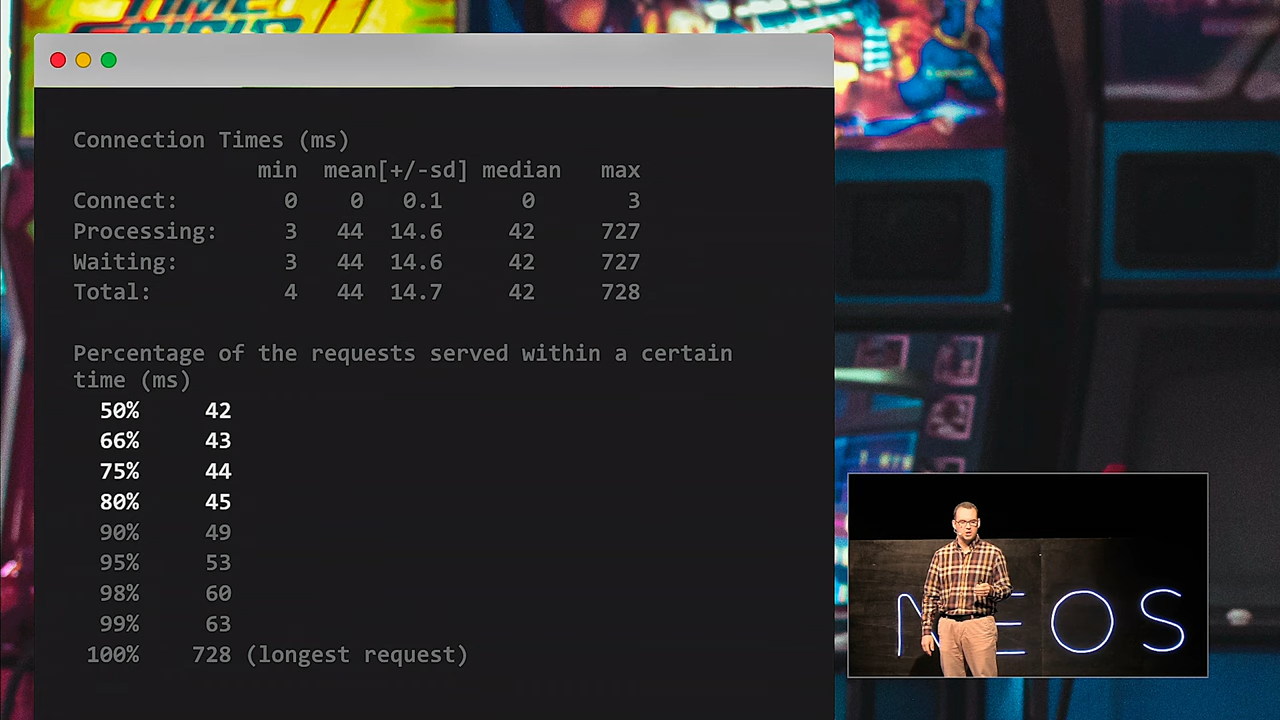 Connection Times (ms)
min mean[+/-sd] median max
Connect: 0 0 0.1 0 3
Processing: 3 44 14.6 42 727
Waiting: 3 44 14.6 42 727
Total: 4 44 14.7 42 728
Percentage of the requests served within a certain
time (ms)
50% 42
66% 43
75% 44
80% 45
90% 49
95% 53
98% 60
99% 63
100% 728 (longest request)
NEOS